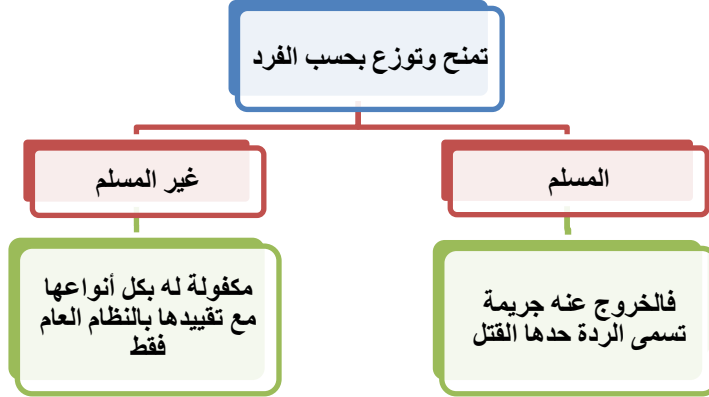 تمنح وتوزع بحسب الفرد
المسلم
غير المسلم
فالخروج عنه جريمة
تسمى الردة حدها القتل
مكفولة له بكل أنواعها
مع تقييدها بالنظام العام
فقط